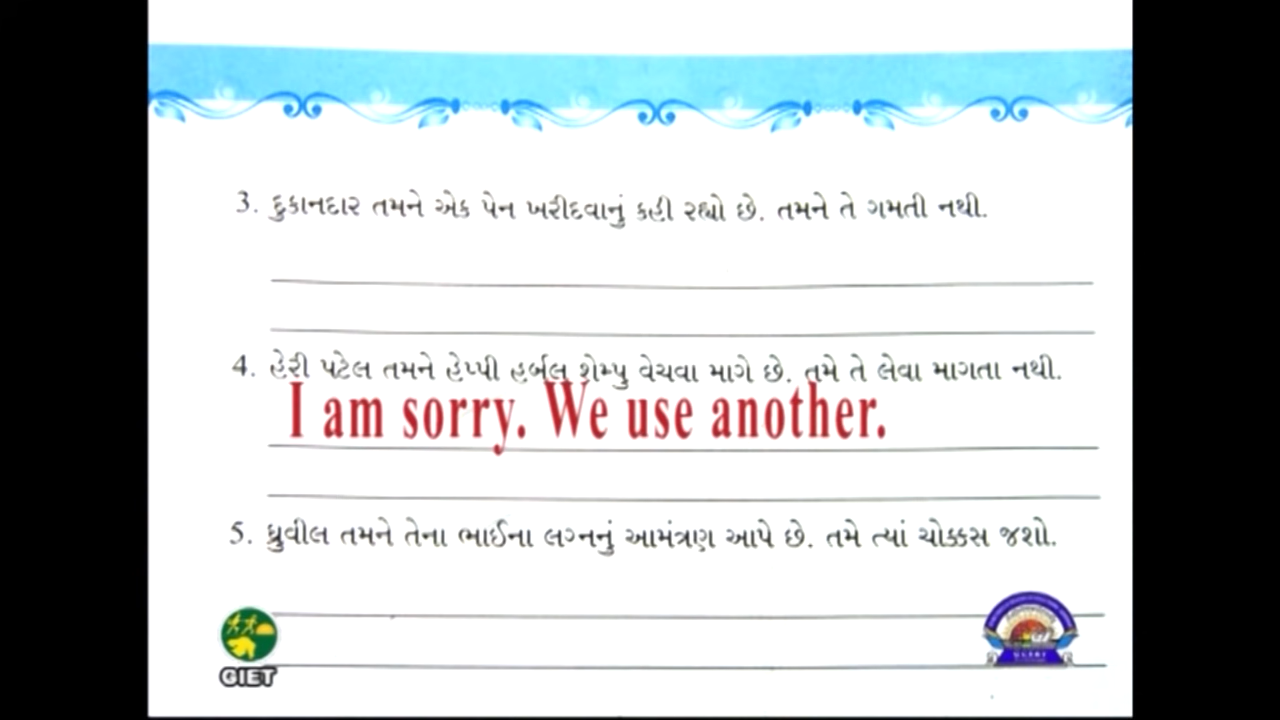 3. દુકાનદાર તમને એક પેન ખરીદવાનું કહી રહ્યો છે. તમને તે ગમતી નથી.
4. હેરી પટેલ તમને હેપ્પી હર્બલ શેમ્પુ વેચવા માગે છે. તમે તે લેવા માગતા નથી.
I am sorry. We use another.
5. ધ્રુવીલ તમને તેના ભાઈના લગ્નનું આમંત્રણ આપે છે. તમે ત્યાં ચોક્કસ જશો.
GIET